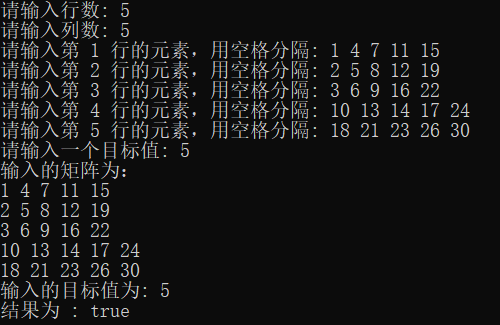 请输入行数: 5
请输入列数: 5
请输入第 1 行的元素，用空格分隔: 1 4 7 11 15
请输入第 2 行的元素，用空格分隔: 2 5 8 12 19
请输入第 3 行的元素，用空格分隔: 3 6 9 16 22
请输入第 4 行的元素，用空格分隔: 10 13 14 17 24
请输入第 5 行的元素，用空格分隔: 18 21 23 26 30
请输入一个目标值: 5
输入的矩阵为：
1 4 7 11 15
2 5 8 12 19
3 6 9 16 22
10 13 14 17 24
18 21 23 26 30
输入的目标值为: 5
结果为 : true